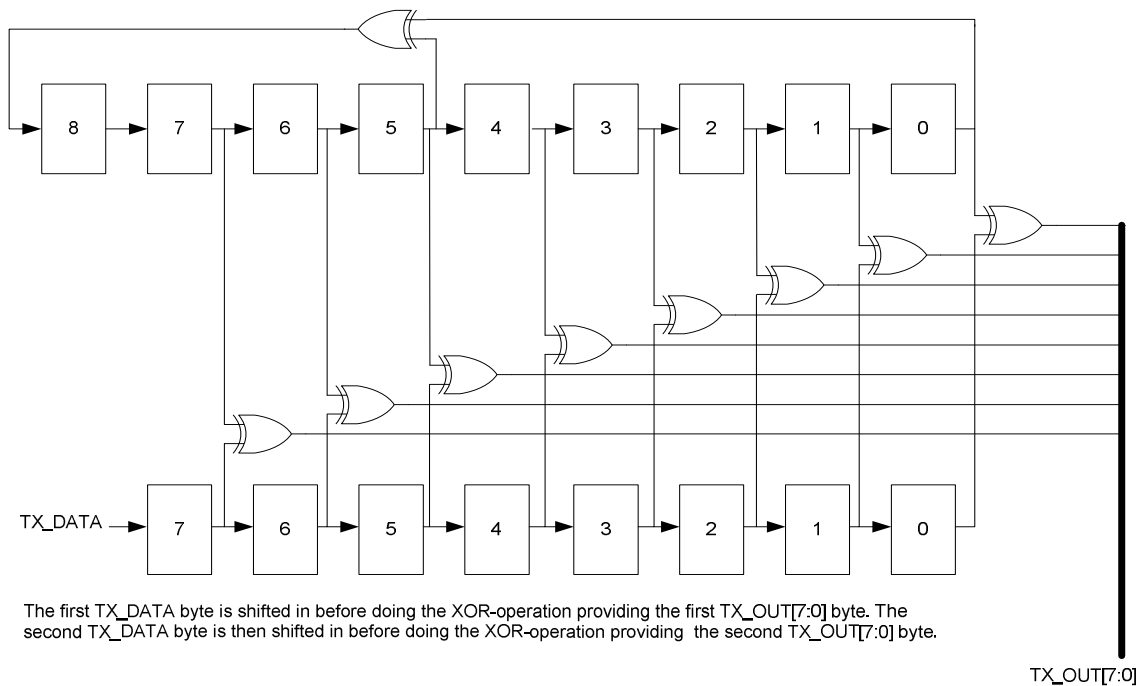 8 7 6 5 4 3 2 1 0
TX_DATA 7 6 5 4 3 2 1 0
The first TX_DATA byte is shifted in before doing the XOR-operation providing the first TX_OUT[7:0] byte. The
second TX_DATA byte is then shifted in before doing the XOR-operation providing the second TX_OUT[7:0] byte.
TX_OUT[7:0]